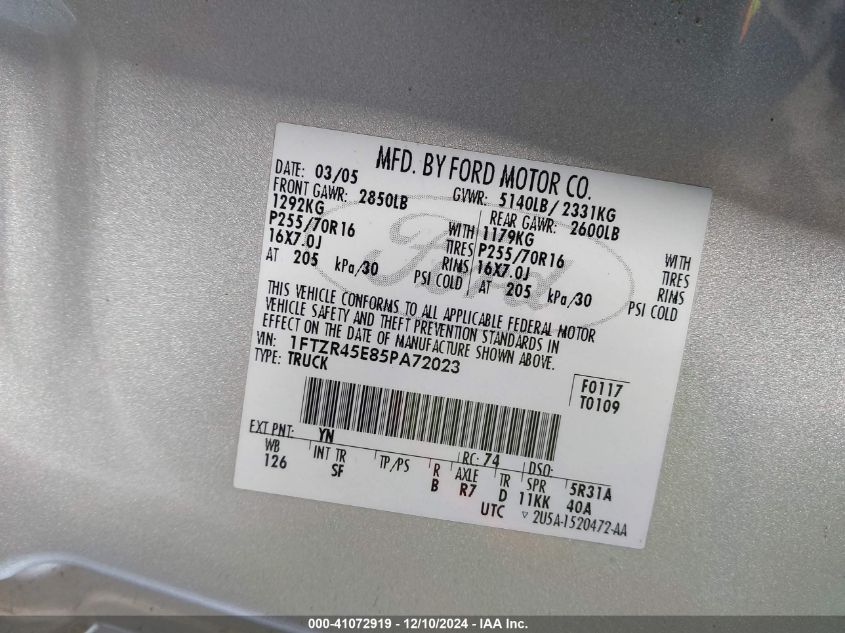 MFD. BY FORD MOTOR CO.
DATE: 03/05 GVWR: 5140LB/ 2331KG
FRONT GAWR: 2850LB REAR GAWR: 2600LB
1292KG WITH 1179KG WITH
P255/70R16 TIRES P255/70R16 TIRES
16X7.0J RIMS 16X7.0J RIMS
AT 205 kPa/30 PSI COLD AT 205 kPa/30 PSI COLD
THIS VEHICLE CONFORMS TO ALL APPLICABLE FEDERAL MOTOR
VEHICLE SAFETY AND THEFT PREVENTION STANDARDS IN
EFFECT ON THE DATE OF MANUFACTURE SHOWN ABOVE.
VIN: 1FTZR45E85PA72023
TYPE: TRUCK
F0117
T0109
EXT PNT: YN RC: 74 DSO:
WB INT TR TP/PS R AXLE TR SPR 5R31A
126 SF B R7 D 11KK 40A
UTC ▽ 2U5A-1520472-AA
Ford
000-41072919 - 12/10/2024 - IAA Inc.